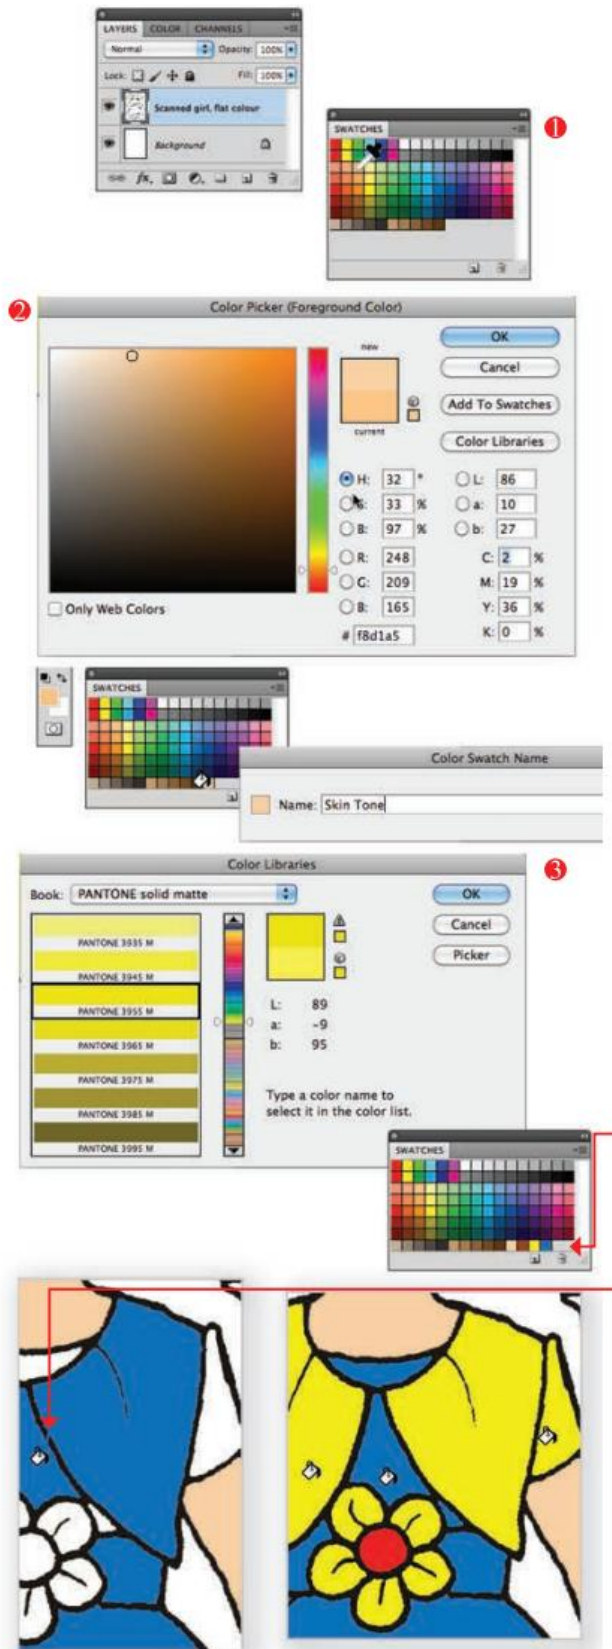 LAYERS COLOR CHANNELS
Normal Opacity: 100%
Lock: Fill: 100%
Scanned girl, flat colour
Background
fx.
SWATCHES
1
2
Color Picker (Foreground Color)
new
current
OK
Cancel
Add To Swatches
Color Libraries
H: 32 ° L: 86
S: 33 % a: 10
B: 97 % b: 27
R: 248 C: 2 %
G: 209 M: 19 %
B: 165 Y: 36 %
# f8d1a5 K: 0 %
Only Web Colors
SWATCHES
Color Swatch Name
Name: Skin Tone
3
Color Libraries
Book: PANTONE solid matte
OK
Cancel
Picker
PANTONE 3935 M
PANTONE 3945 M
PANTONE 3955 M
PANTONE 3965 M
PANTONE 3975 M
PANTONE 3985 M
PANTONE 3995 M
L: 89
a: -9
b: 95
Type a color name to
select it in the color list.
SWATCHES